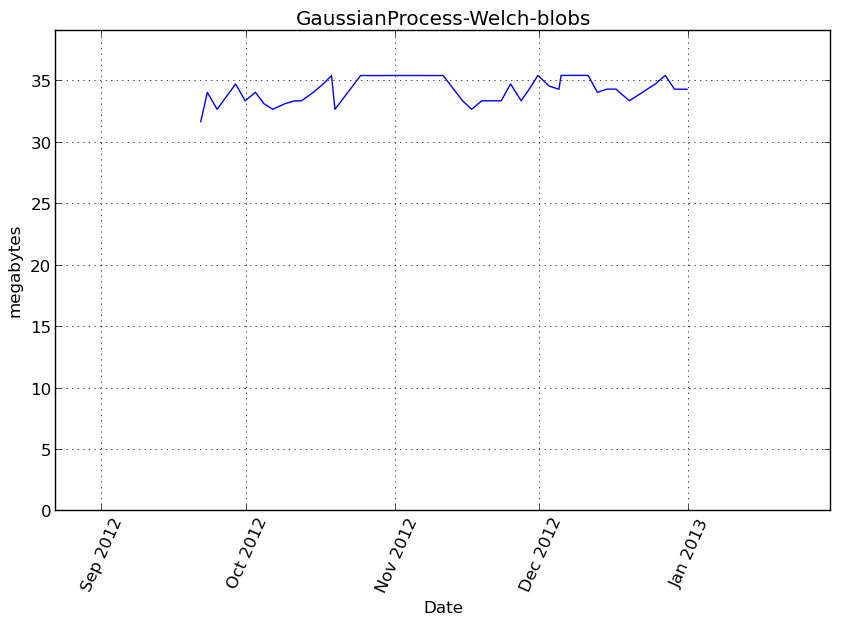 GaussianProcess-Welch-blobs
megabytes
35
30
25
20
15
10
5
0
Sep 2012
Oct 2012
Nov 2012
Dec 2012
Jan 2013
Date